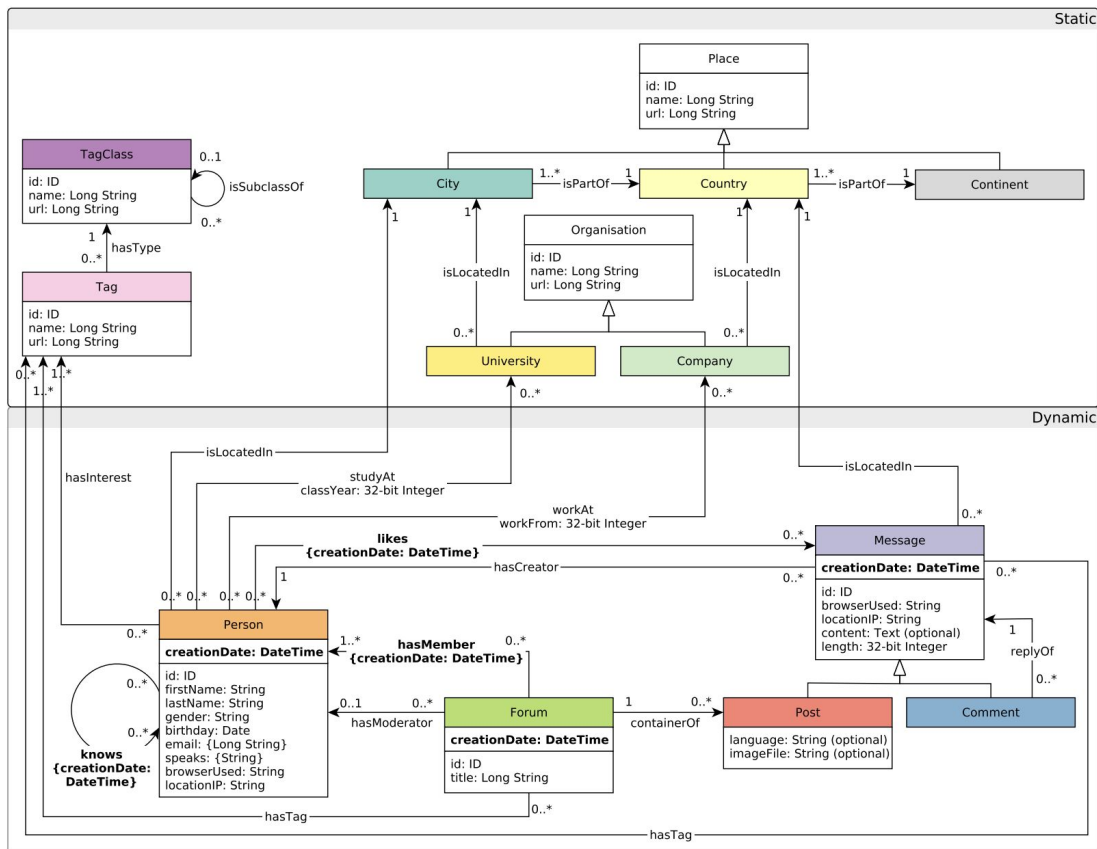 Static
Place
id: ID
name: Long String
url: Long String
TagClass
id: ID
name: Long String
url: Long String
0..1
isSubclassOf
0..*
City
1..*
isPartOf
1
Country
1..*
isPartOf
1
Continent
1
hasType
0..*
1
1
1
1
Organisation
id: ID
name: Long String
url: Long String
isLocatedIn
isLocatedIn
Tag
id: ID
name: Long String
url: Long String
0..*
0..*
University
Company
0..*
1..*
1..*
0..*
0..*
Dynamic
hasInterest
isLocatedIn
studyAt
classYear: 32-bit Integer
workAt
workFrom: 32-bit Integer
isLocatedIn
0..*
likes
{creationDate: DateTime}
0..*
hasCreator
1
0..*
Message
creationDate: DateTime
id: ID
browserUsed: String
locationIP: String
content: Text (optional)
length: 32-bit Integer
0..*
0..*
0..*
0..*
0..*
0..*
Person
creationDate: DateTime
id: ID
firstName: String
lastName: String
gender: String
birthday: Date
email: {Long String}
speaks: {String}
browserUsed: String
locationIP: String
1..*
hasMember
{creationDate: DateTime}
0..*
1
replyOf
0..*
0..*
0..*
knows
{creationDate:
DateTime}
0..1
hasModerator
0..*
Forum
creationDate: DateTime
id: ID
title: Long String
1
containerOf
0..*
Post
language: String (optional)
imageFile: String (optional)
Comment
0..*
hasTag
hasTag